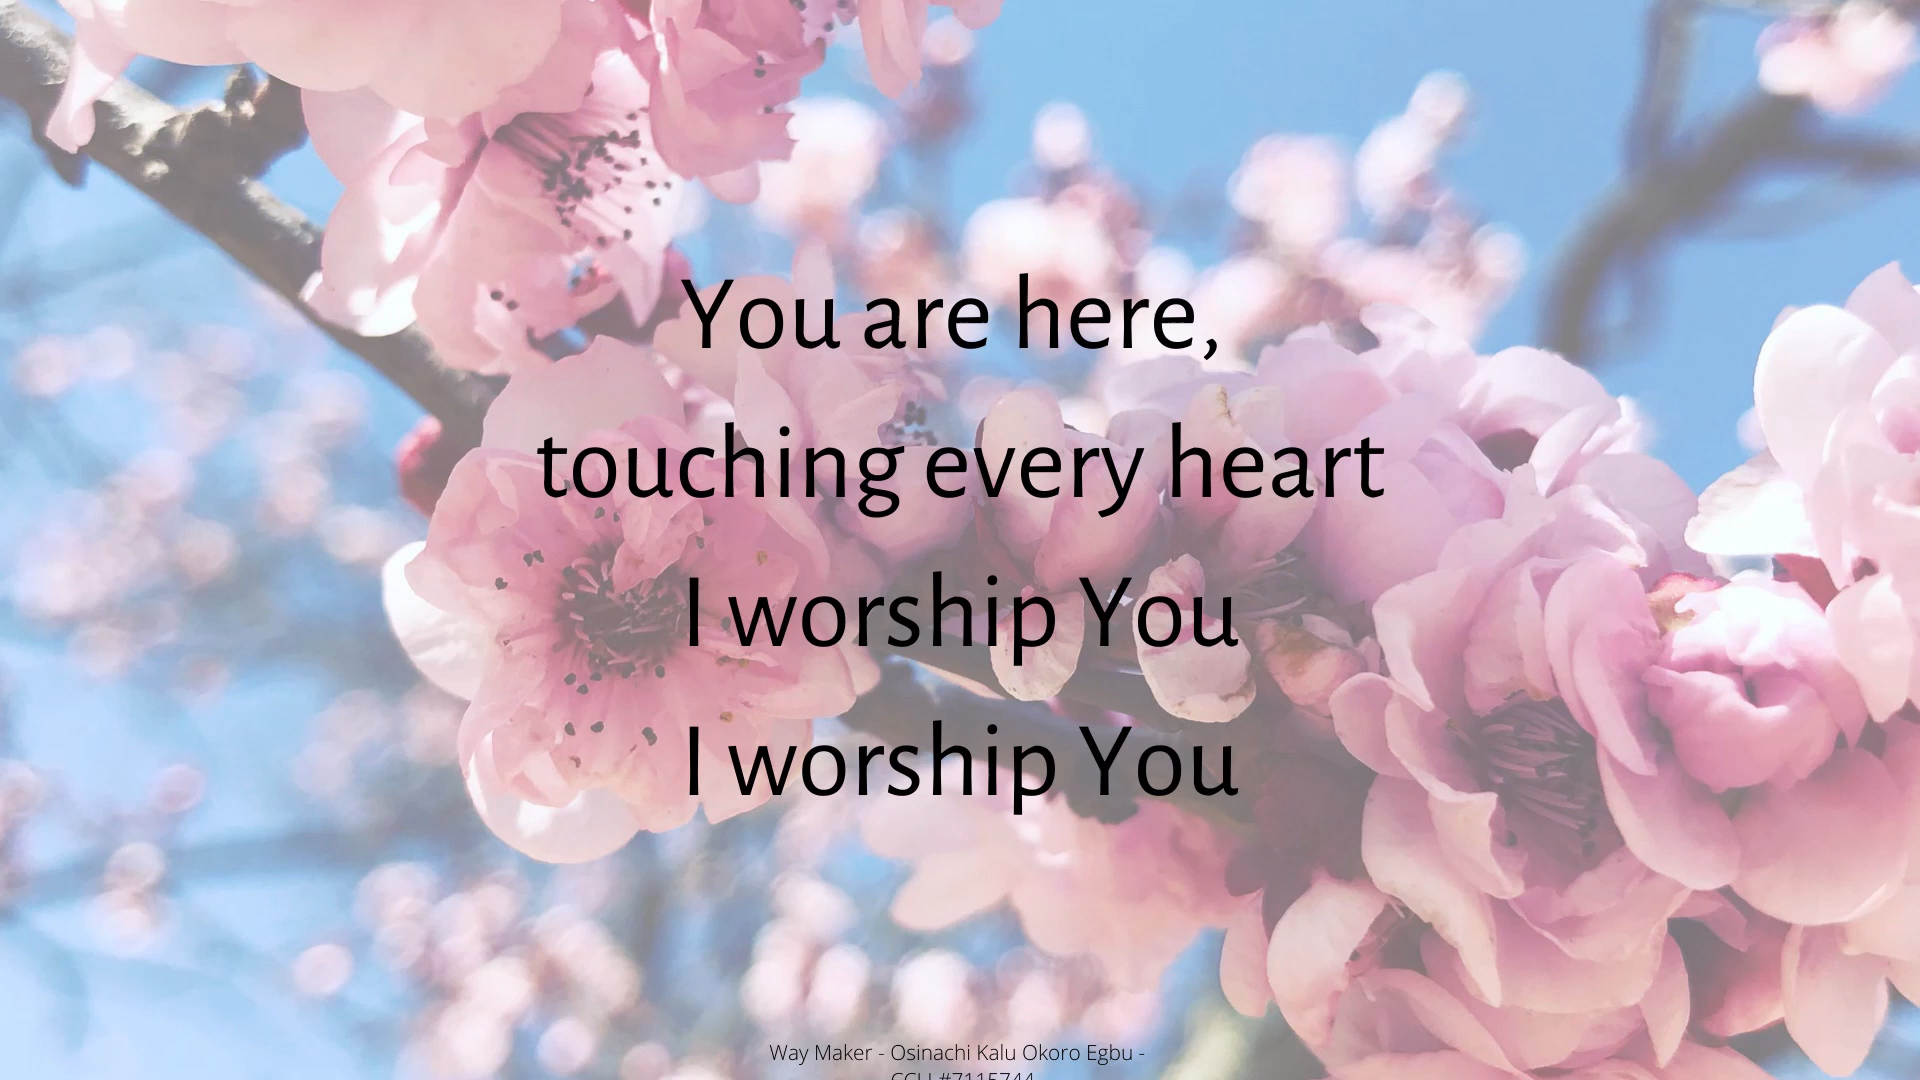 You are here,
touching every heart
I worship You
I worship You
Way Maker - Osinachi Kalu Okoro Egbu -